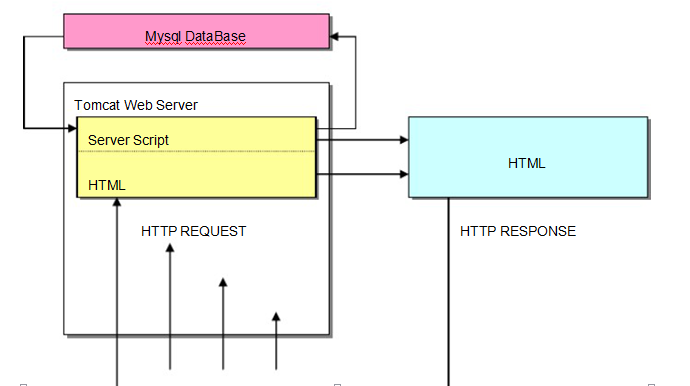 Mysql DataBase
Tomcat Web Server
Server Script
HTML
HTML
HTTP REQUEST
HTTP RESPONSE